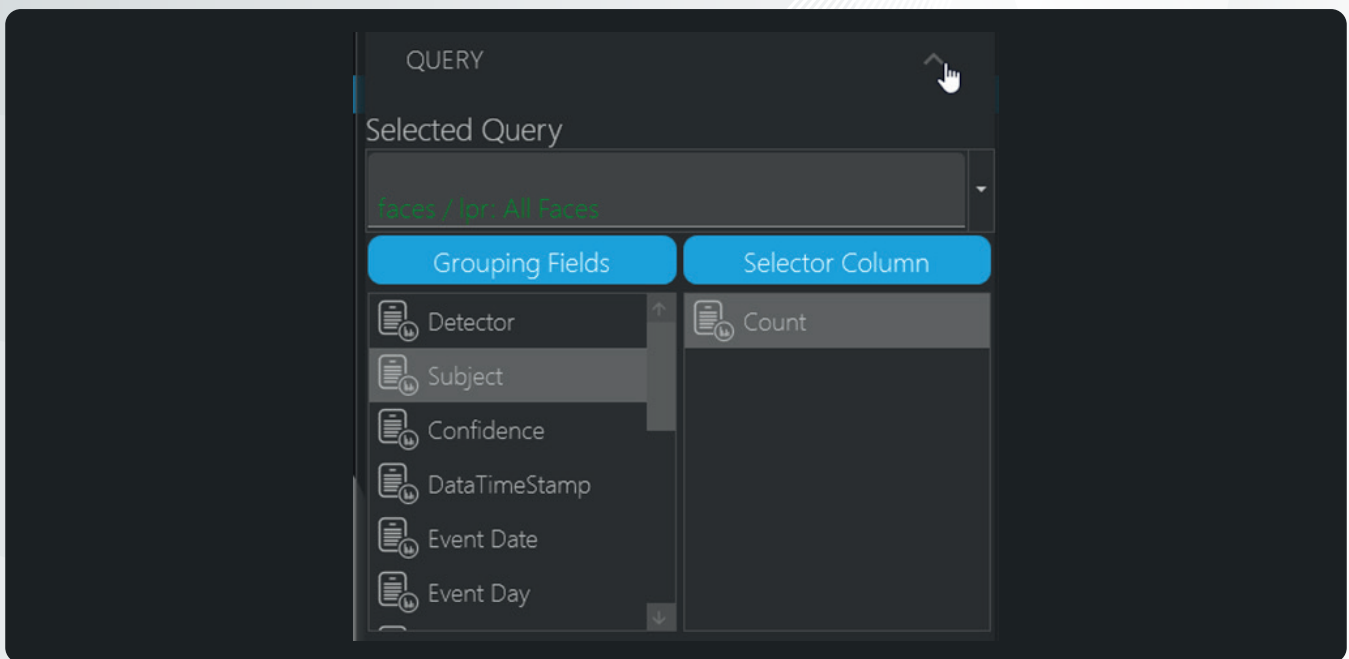 QUERY
Selected Query
faces / lpr: All Faces
Grouping Fields
Selector Column
Detector
Count
Subject
Confidence
DataTimeStamp
Event Date
Event Day